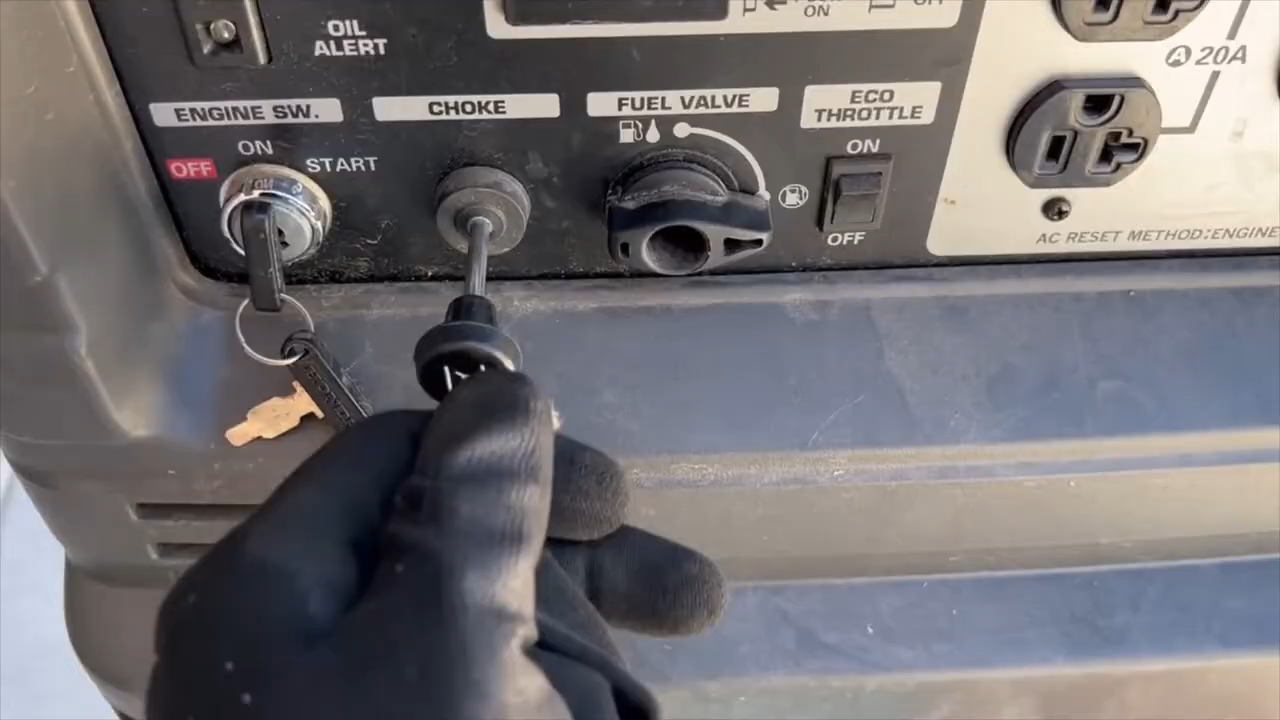 ON
OIL
ALERT
Ⓐ 20A
ENGINE SW.
CHOKE
FUEL VALVE
ECO
THROTTLE
ON
OFF
START
ON
OFF
AC RESET METHOD:ENGINE
HONDA